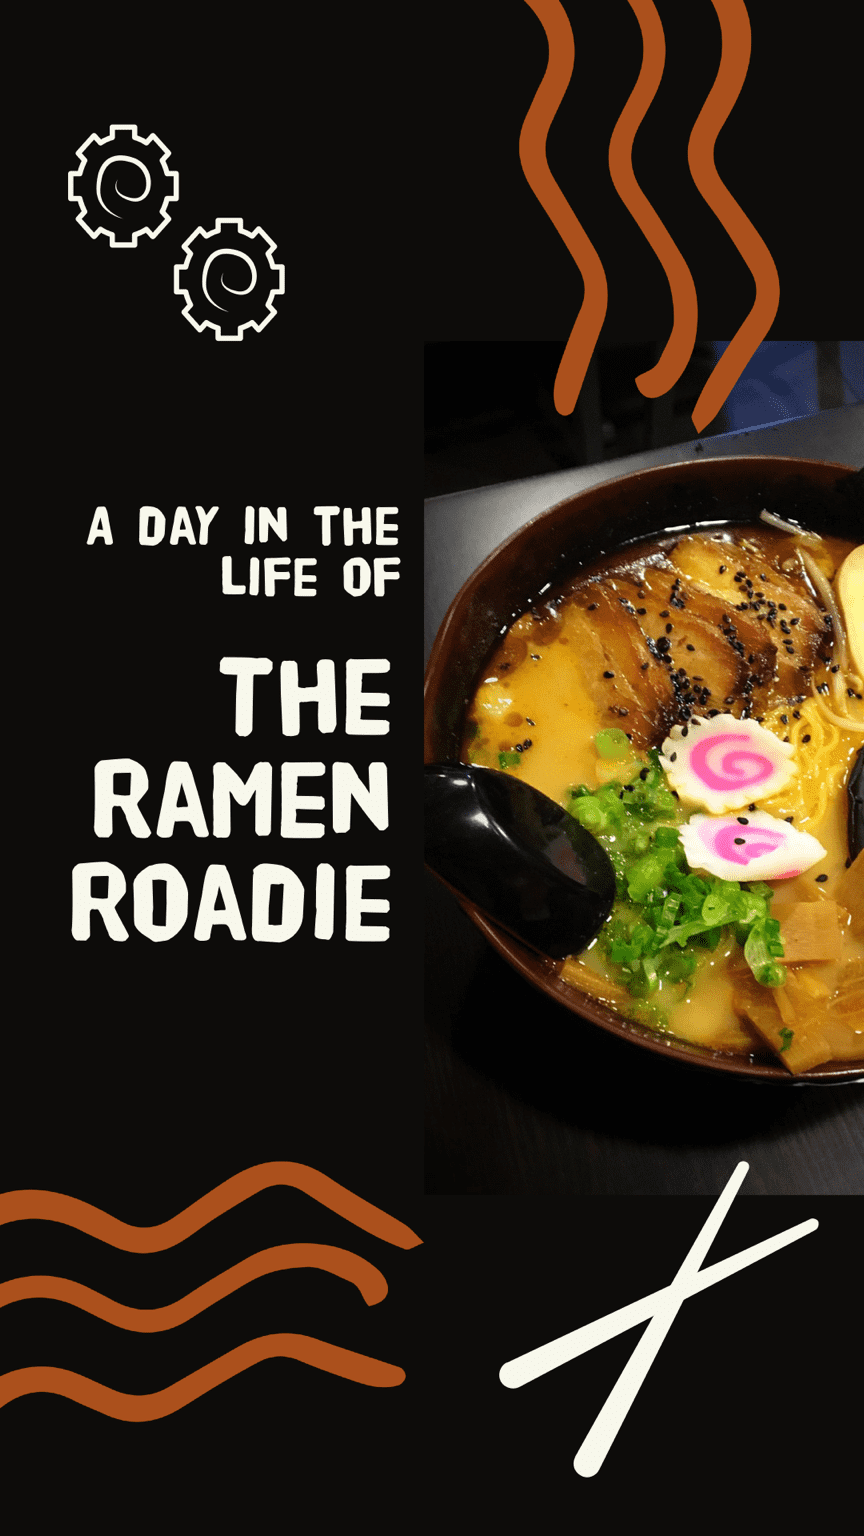 A DAY IN THE
LIFE OF
THE
RAMEN
ROADIE